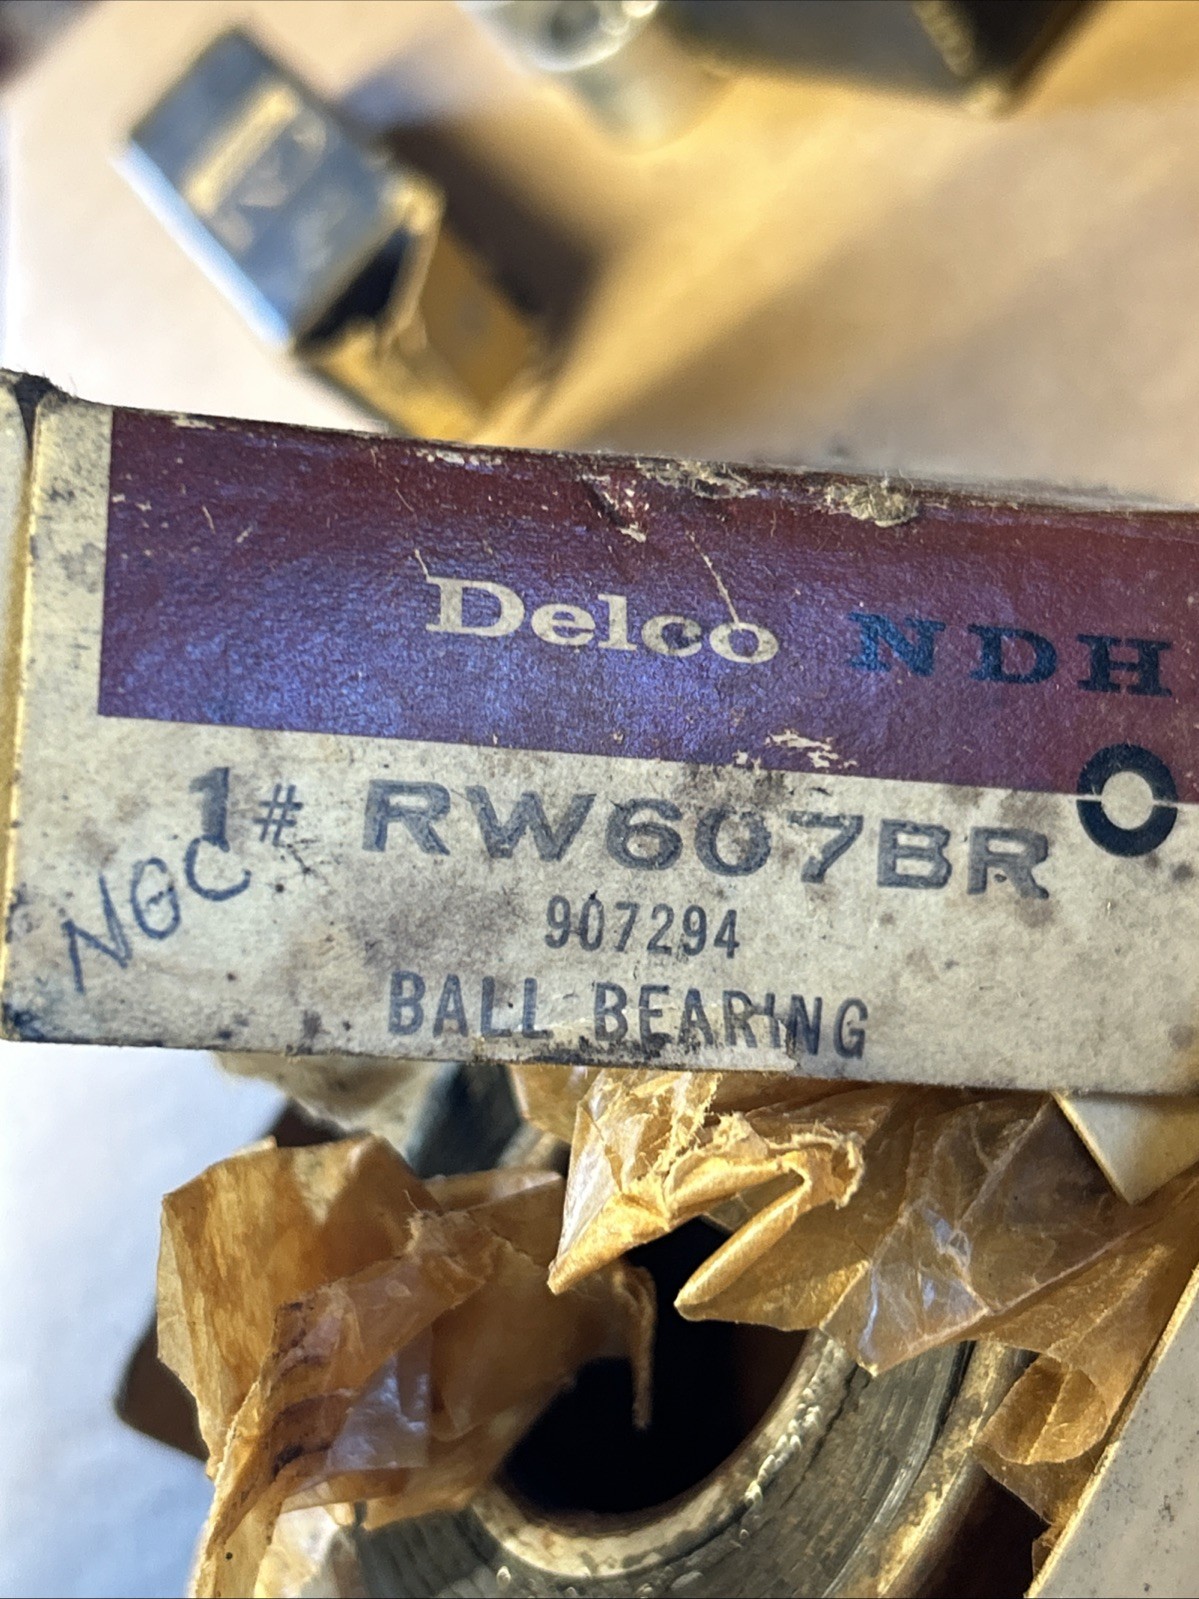 Delco NDH
1# RW607BR
NGC
907294
BALL BEARING